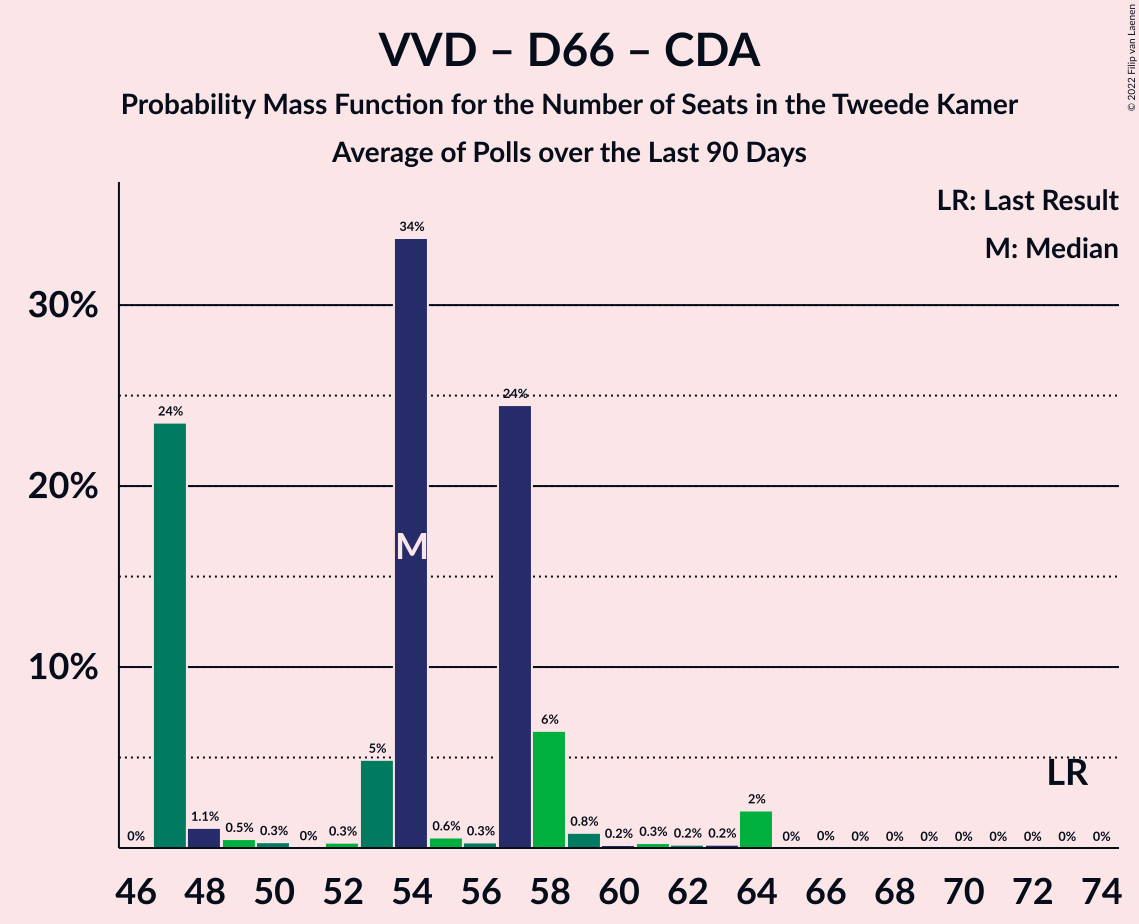 VVD – D66 – CDA
Probability Mass Function for the Number of Seats in the Tweede Kamer
Average of Polls over the Last 90 Days
© 2022 Filip van Laenen
LR: Last Result
M: Median
30%
20%
10%
0% 24% 1.1% 0.5% 0.3% 0% 0.3% 5% 34% 0.6% 0.3% 24% 6% 0.8% 0.2% 0.3% 0.2% 0.2% 2% 0% 0% 0% 0% 0% 0% 0% 0% 0% 0%
M
LR
46 48 50 52 54 56 58 60 62 64 66 68 70 72 74